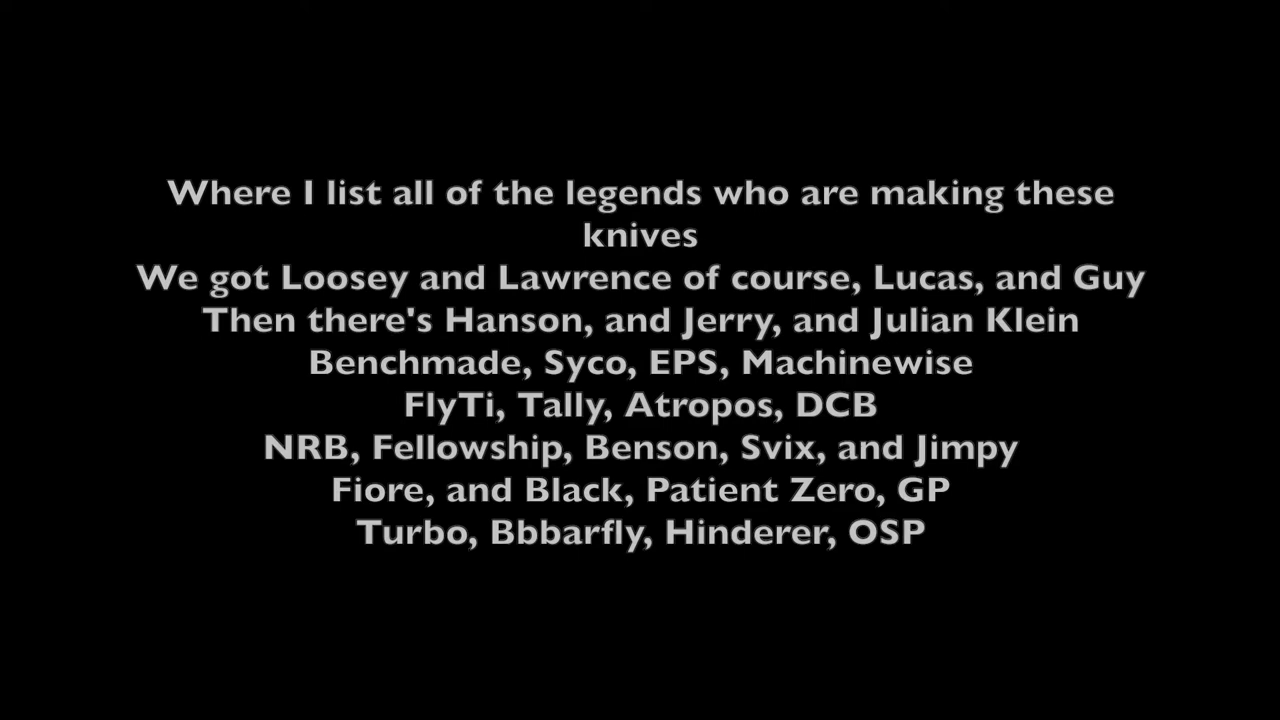 Where I list all of the legends who are making these
knives
We got Loosey and Lawrence of course, Lucas, and Guy
Then there's Hanson, and Jerry, and Julian Klein
Benchmade, Syco, EPS, Machinewise
FlyTi, Tally, Atropos, DCB
NRB, Fellowship, Benson, Svix, and Jimpy
Fiore, and Black, Patient Zero, GP
Turbo, Bbbarfly, Hinderer, OSP